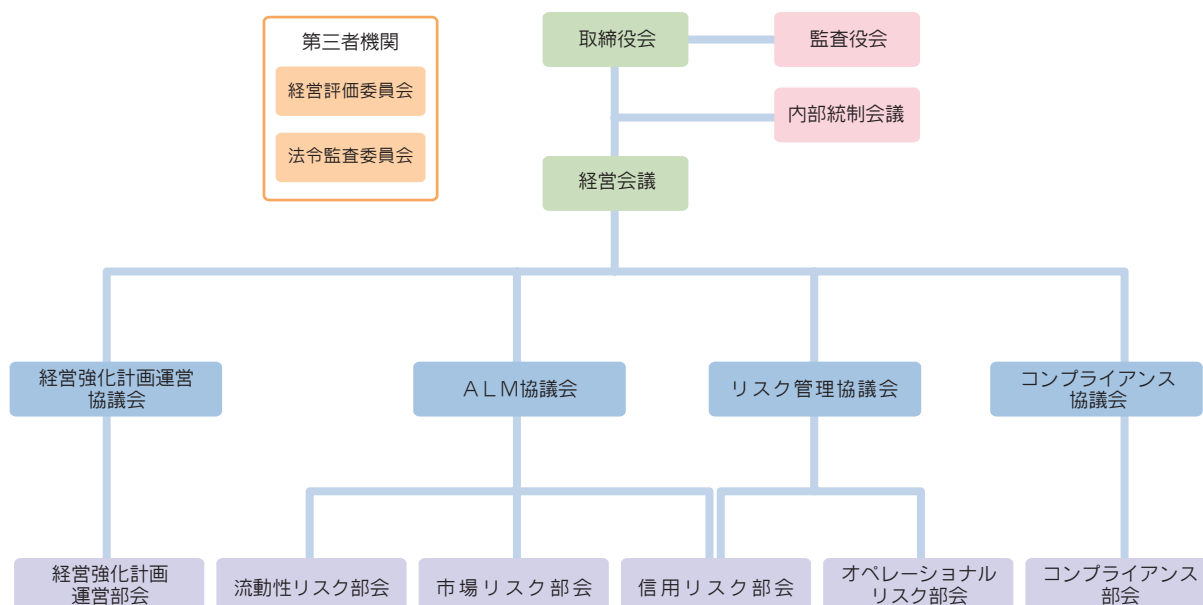 第三者機関
経営評価委員会
法令監査委員会
取締役会
監査役会
内部統制会議
経営会議
経営強化計画運営
協議会
ＡＬＭ協議会
リスク管理協議会
コンプライアンス
協議会
経営強化計画
運営部会
流動性リスク部会
市場リスク部会
信用リスク部会
オペレーショナル
リスク部会
コンプライアンス
部会